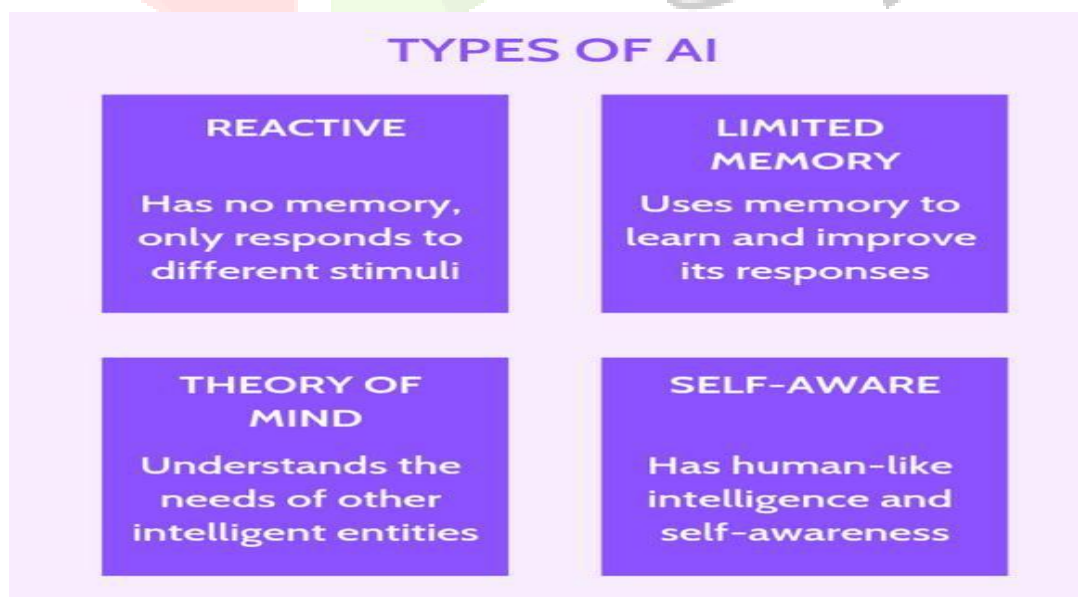 TYPES OF AI
REACTIVE
Has no memory,
only responds to
different stimuli
LIMITED
MEMORY
Uses memory to
learn and improve
its responses
THEORY OF
MIND
Understands the
needs of other
intelligent entities
SELF-AWARE
Has human-like
intelligence and
self-awareness